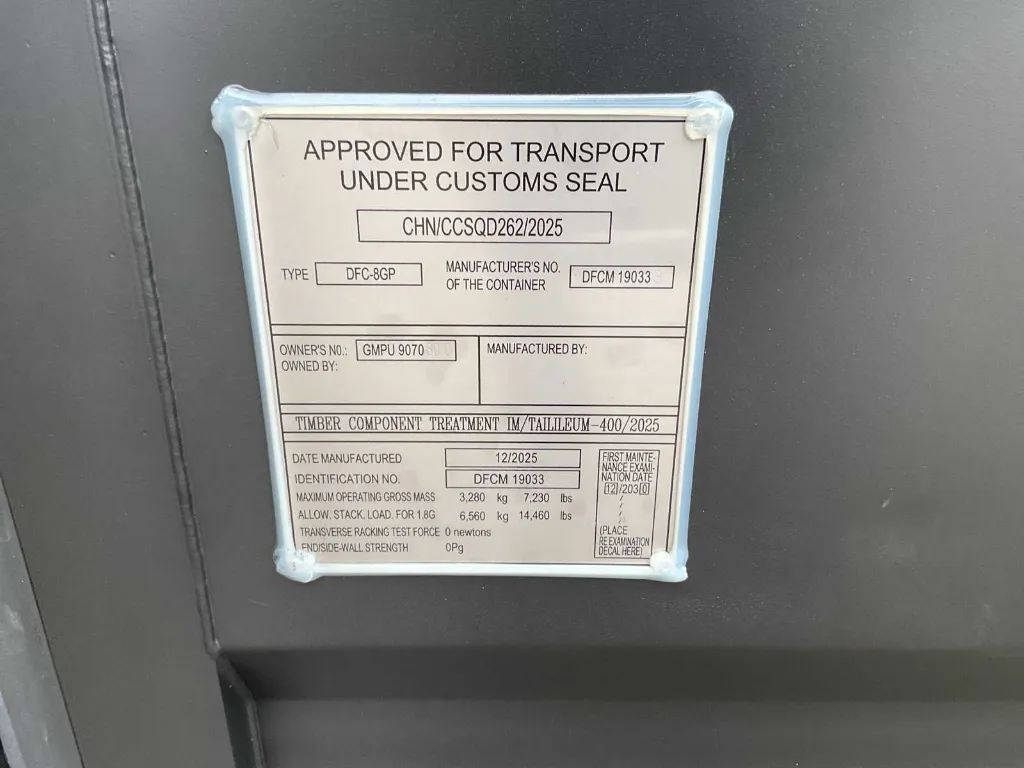 APPROVED FOR TRANSPORT
UNDER CUSTOMS SEAL
CHN/CCSQD262/2025
TYPE DFC-8GP MANUFACTURER'S NO. OF THE CONTAINER DFCM 19033
OWNER'S N0.: GMPU 9070
OWNED BY:
MANUFACTURED BY:
TIMBER COMPONENT TREATMENT IM/TAILILEUM-400/2025
DATE MANUFACTURED 12/2025
IDENTIFICATION NO. DFCM 19033
MAXIMUM OPERATING GROSS MASS 3,280 kg 7,230 lbs
ALLOW. STACK. LOAD. FOR 1.8G 6,560 kg 14,460 lbs
TRANSVERSE RACKING TEST FORCE 0 newtons
END/SIDE-WALL STRENGTH 0Pg
FIRST MAINTE-
NANCE EXAMI-
NATION DATE
12/2030
/
/
/
(PLACE
RE EXAMINATION
DECAL HERE)